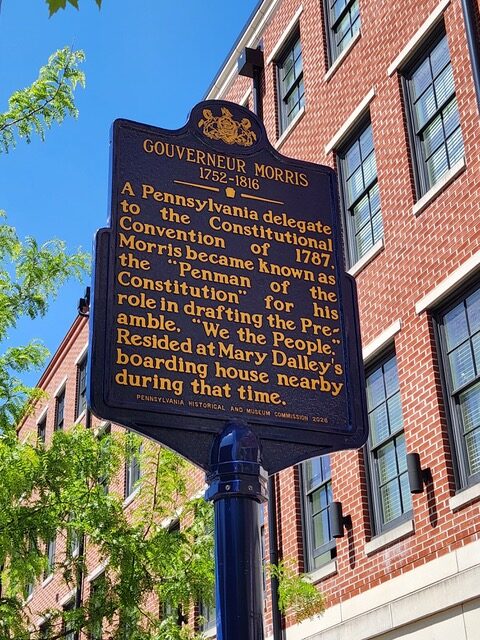 GOUVERNEUR MORRIS
1752-1816
A Pennsylvania delegate
to the Constitutional
Convention of 1787,
Morris became known as
the "Penman of the
Constitution" for his
role in drafting the Pre-
amble, "We the People."
Resided at Mary Dalley's
boarding house nearby
during that time.
PENNSYLVANIA HISTORICAL AND MUSEUM COMMISSION 2026